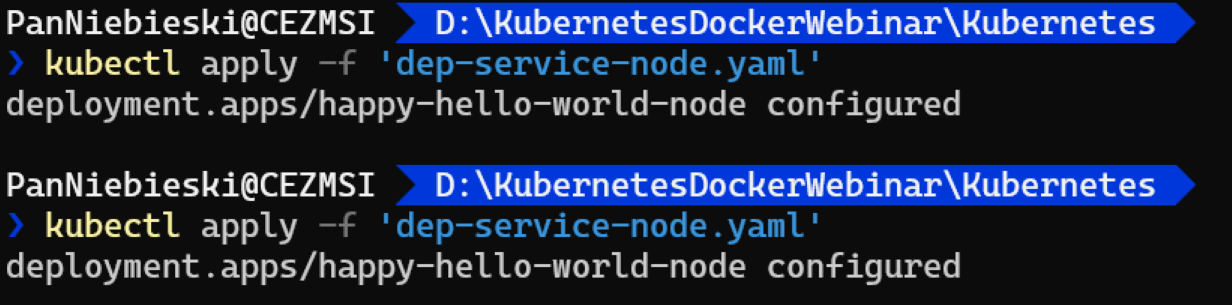 PanNiebieski@CEZMSI D:\KubernetesDockerWebinar\Kubernetes
❯ kubectl apply -f 'dep-service-node.yaml'
deployment.apps/happy-hello-world-node configured
PanNiebieski@CEZMSI D:\KubernetesDockerWebinar\Kubernetes
❯ kubectl apply -f 'dep-service-node.yaml'
deployment.apps/happy-hello-world-node configured